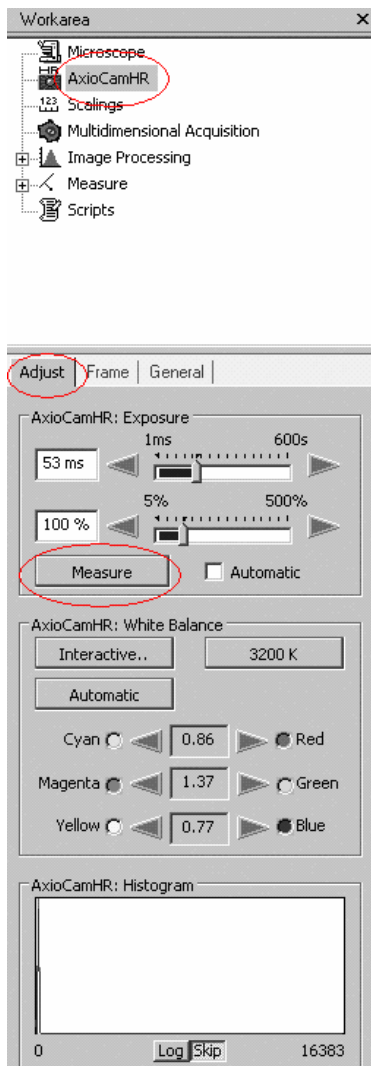 Workarea
Microscope
AxioCamHR
Scalings
Multidimensional Acquisition
Image Processing
Measure
Scripts
Adjust Frame General
AxioCamHR: Exposure
1ms 600s
53 ms
5% 500%
100 %
Measure Automatic
AxioCamHR: White Balance
Interactive.. 3200 K
Automatic
Cyan 0.86 Red
Magenta 1.37 Green
Yellow 0.77 Blue
AxioCamHR: Histogram
0 Log Skip 16383